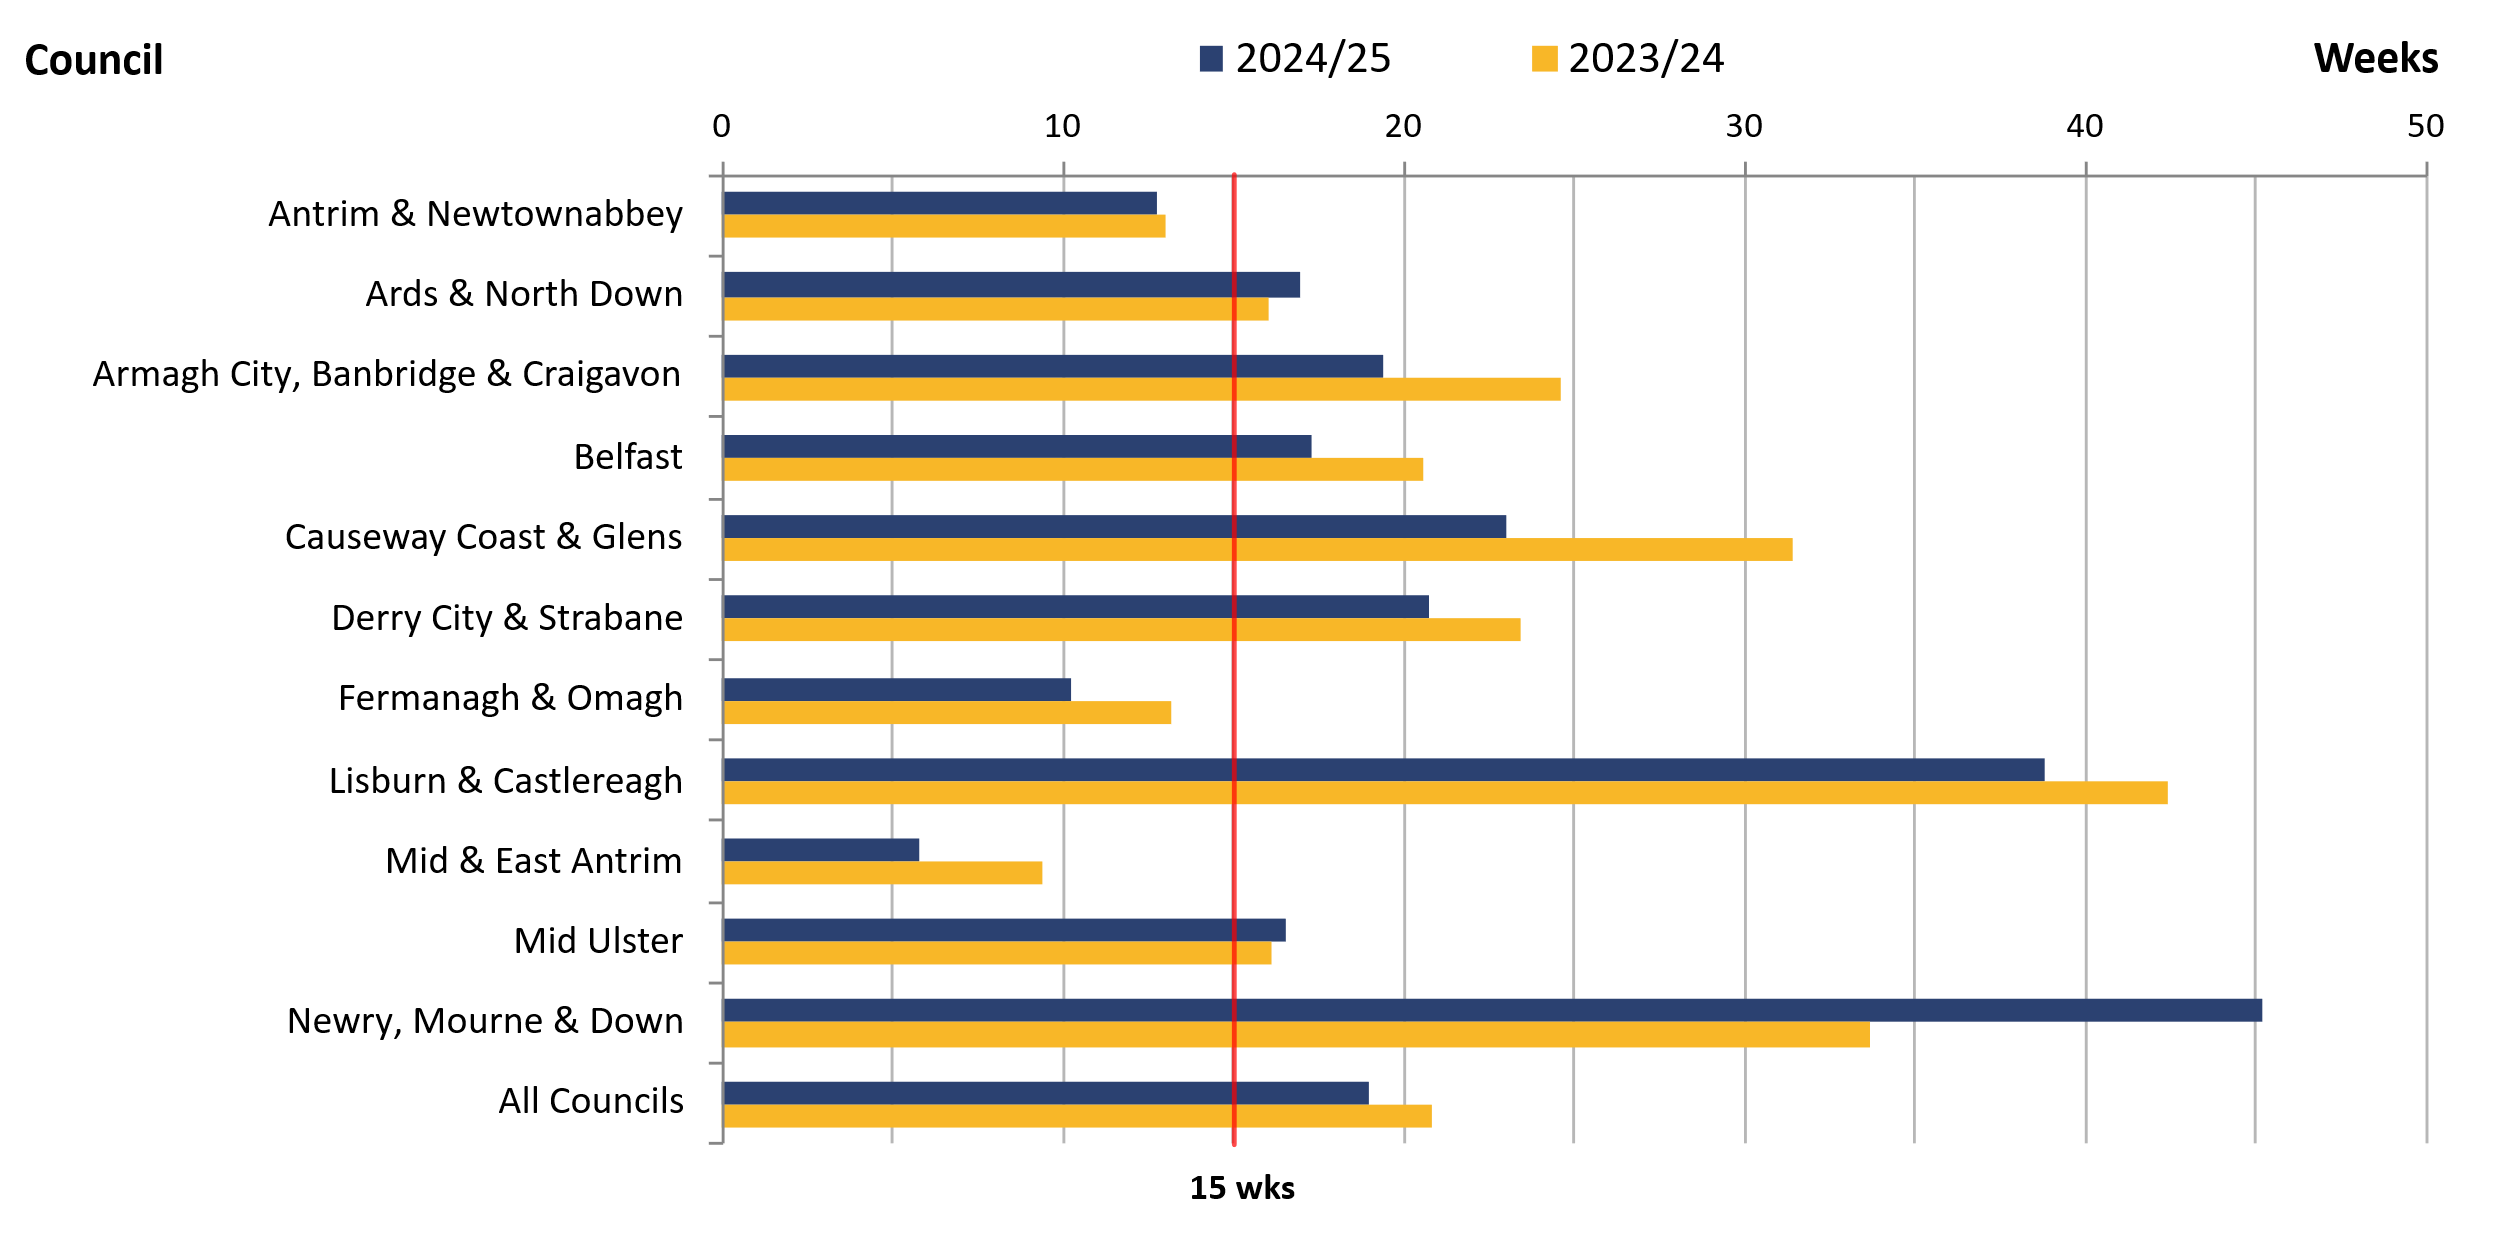 Council
2024/25
2023/24
Weeks
0 10 20 30 40 50
Antrim & Newtownabbey
Ards & North Down
Armagh City, Banbridge & Craigavon
Belfast
Causeway Coast & Glens
Derry City & Strabane
Fermanagh & Omagh
Lisburn & Castlereagh
Mid & East Antrim
Mid Ulster
Newry, Mourne & Down
All Councils
15 wks